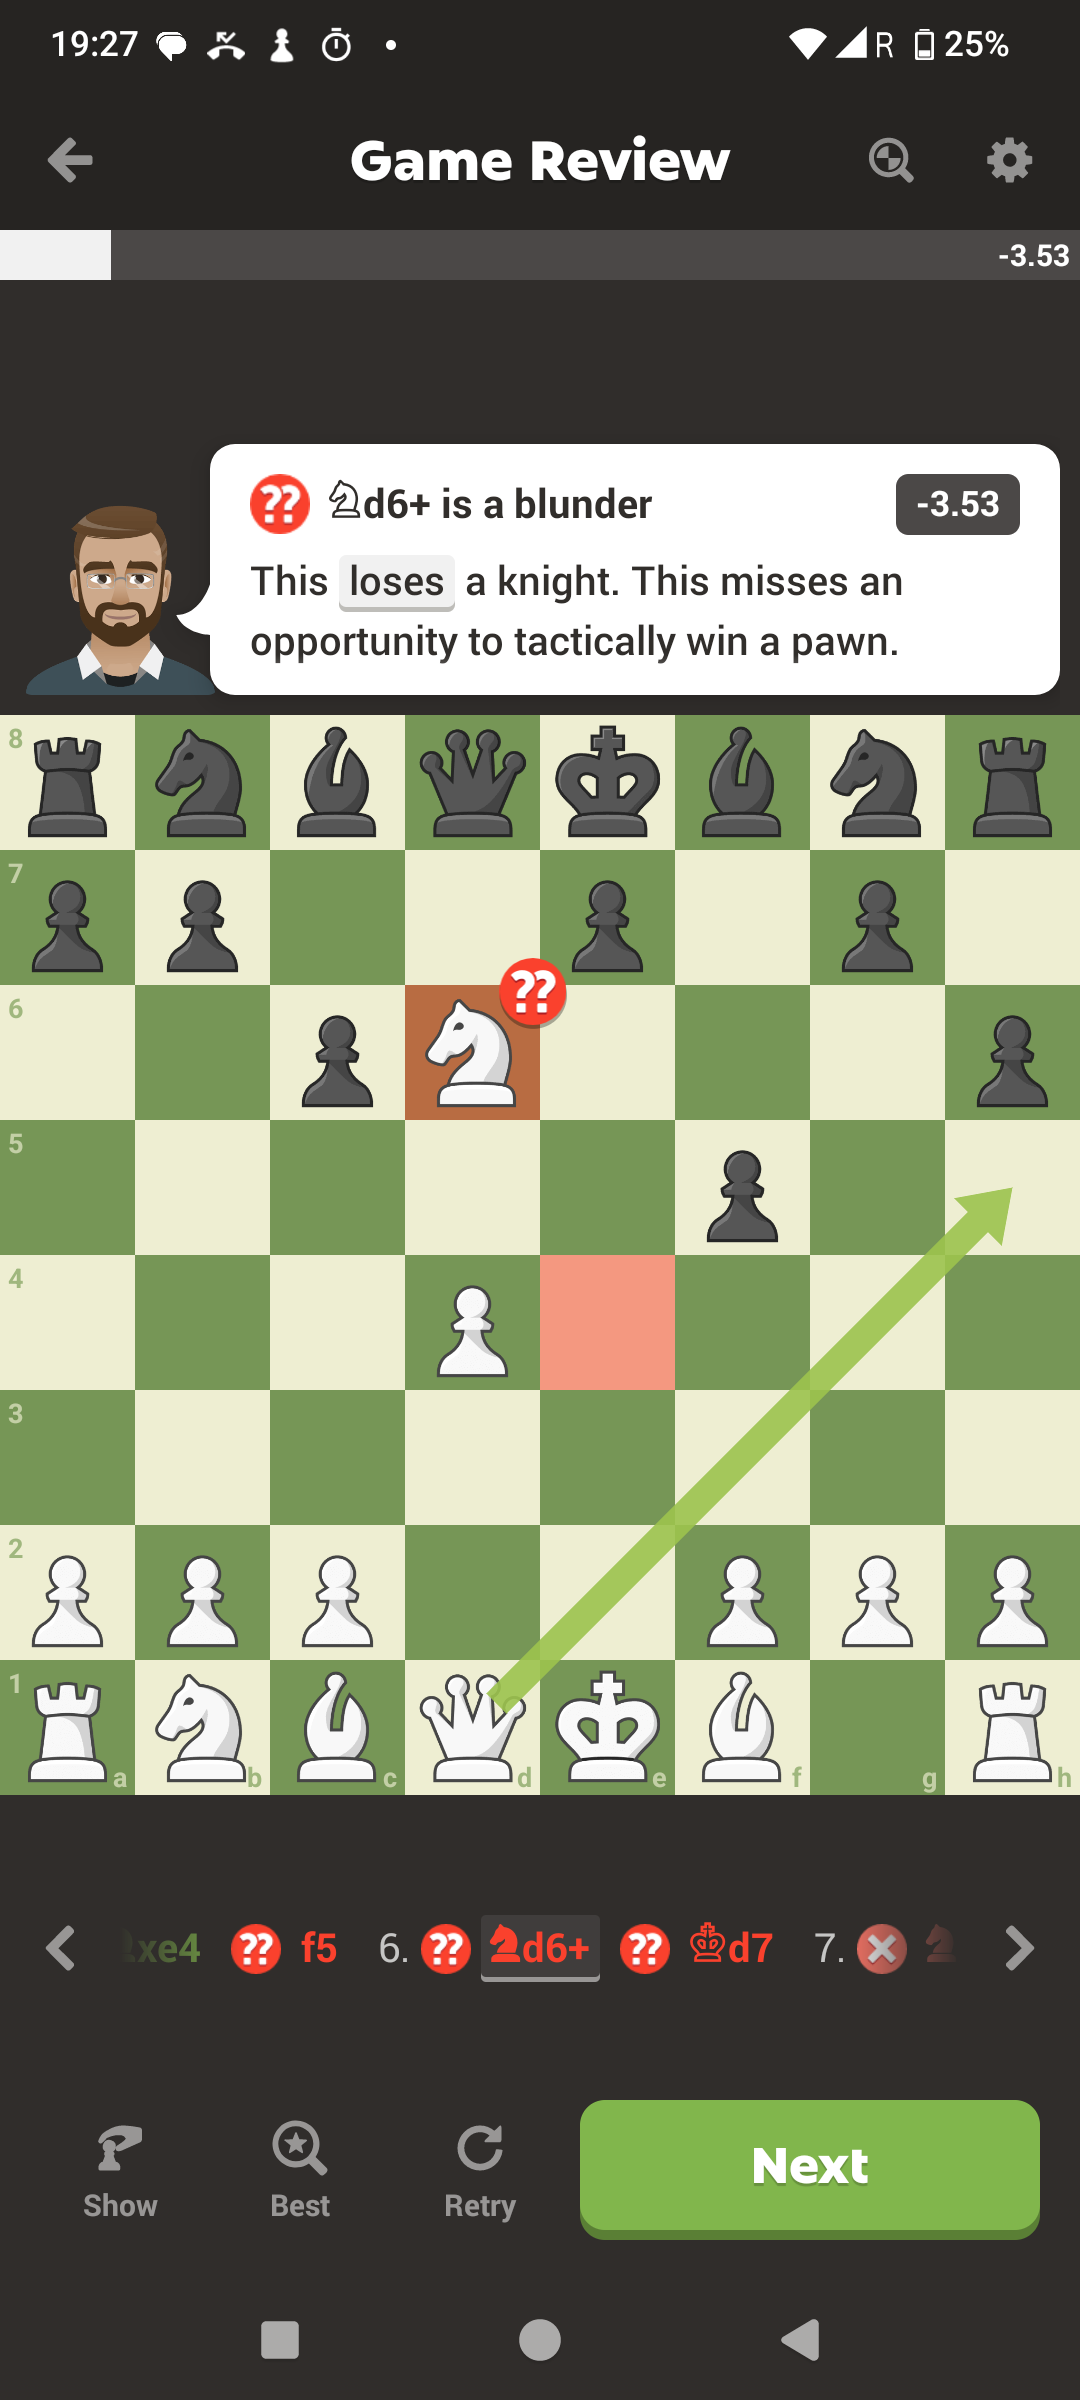 19:27
R
25%
Game Review
-3.53
?? d6+ is a blunder
-3.53
This loses a knight. This misses an
opportunity to tactically win a pawn.
8
7
??
6
5
4
3
2
1
a b c d e f g h
xe4 ?? f5 6. ?? d6+ ?? d7 7.
Show
Best
Retry
Next